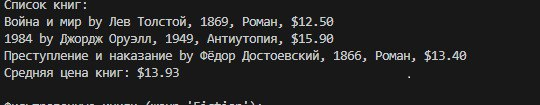 Список книг:
Война и мир by Лев Толстой, 1869, Роман, $12.50
1984 by Джордж Оруэлл, 1949, Антиутопия, $15.90
Преступление и наказание by Фёдор Достоевский, 1866, Роман, $13.40
Средняя цена книг: $13.93